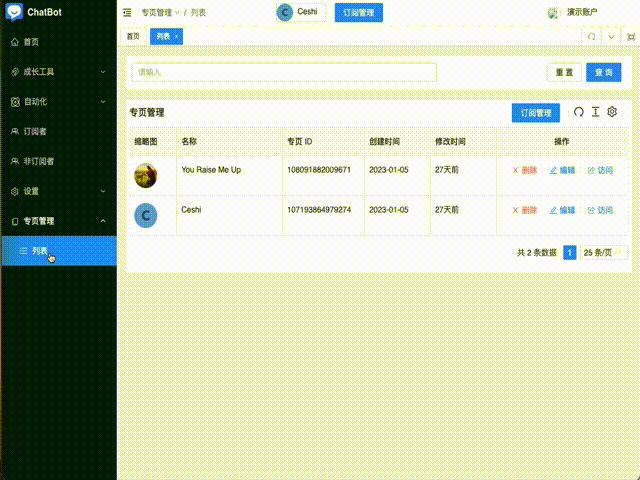 ChatBot
专页管理 / 列表
C Ceshi
订阅管理
演示账户
首页
列表 ×
首页
成长工具
自动化
订阅者
非订阅者
设置
专页管理
列表
请输入
重 置
查 询
专页管理
订阅管理
缩略图 名称 专页 ID 创建时间 修改时间 操作
You Raise Me Up 108091882009671 2023-01-05 27天前 删除 编辑 访问
C Ceshi 107193864979274 2023-01-05 27天前 删除 编辑 访问
共 2 条数据 1 25 条/页